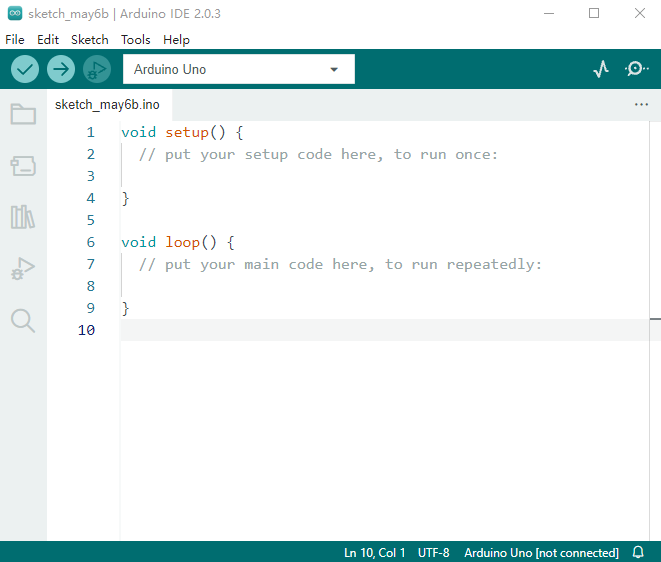 sketch_may6b | Arduino IDE 2.0.3
File Edit Sketch Tools Help
Arduino Uno
sketch_may6b.ino
1 void setup() {
2 // put your setup code here, to run once:
3
4 }
5
6 void loop() {
7 // put your main code here, to run repeatedly:
8
9 }
10
Ln 10, Col 1 UTF-8 Arduino Uno [not connected]